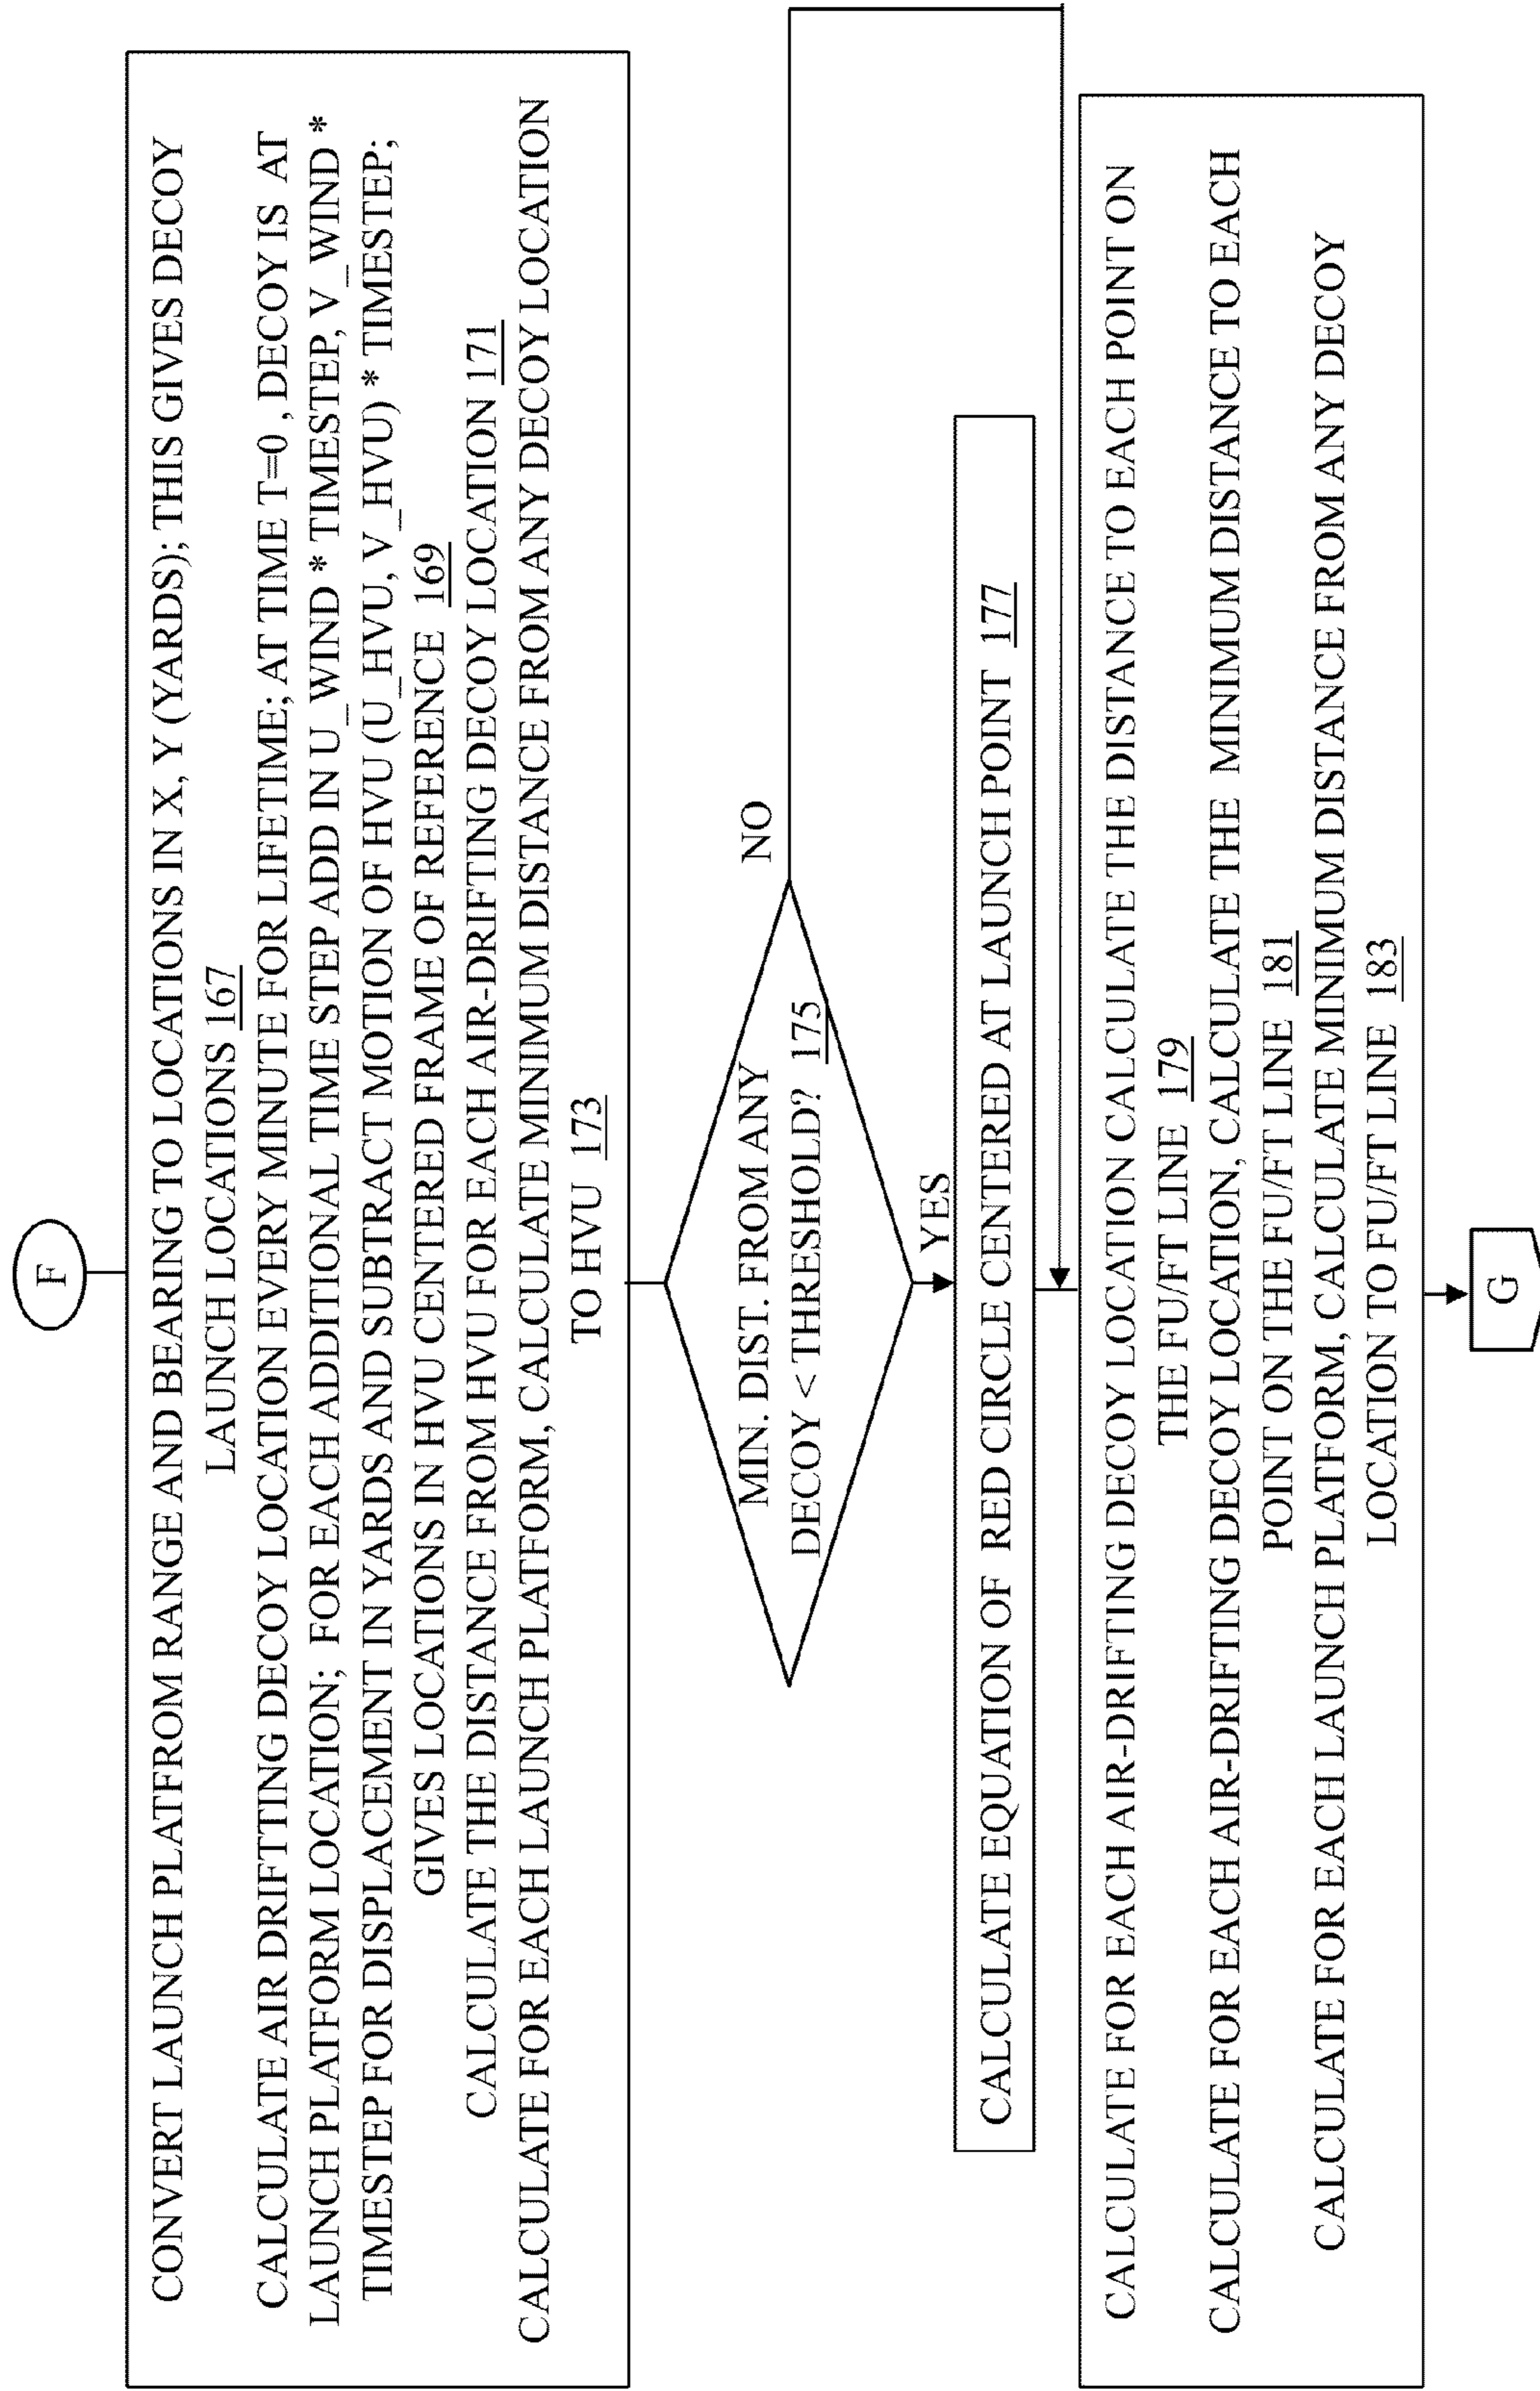 F
CONVERT LAUNCH PLATFROM RANGE AND BEARING TO LOCATIONS IN X, Y (YARDS); THIS GIVES DECOY
LAUNCH LOCATIONS 167
CALCULATE AIR DRIFTING DECOY LOCATION EVERY MINUTE FOR LIFETIME; AT TIME T=0 , DECOY IS AT
LAUNCH PLATFORM LOCATION; FOR EACH ADDITIONAL TIME STEP ADD IN U_WIND * TIMESTEP, V_WIND *
TIMESTEP FOR DISPLACEMENT IN YARDS AND SUBTRACT MOTION OF HVU (U_HVU, V_HVU) * TIMESTEP;
GIVES LOCATIONS IN HVU CENTERED FRAME OF REFERENCE 169
CALCULATE THE DISTANCE FROM HVU FOR EACH AIR-DRIFTING DECOY LOCATION 171
CALCULATE FOR EACH LAUNCH PLATFORM, CALCULATE MINIMUM DISTANCE FROM ANY DECOY LOCATION
TO HVU 173
MIN. DIST. FROM ANY
DECOY < THRESHOLD? 175
NO
YES
CALCULATE EQUATION OF RED CIRCLE CENTERED AT LAUNCH POINT 177
CALCULATE FOR EACH AIR-DRIFTING DECOY LOCATION CALCULATE THE DISTANCE TO EACH POINT ON
THE FU/FT LINE 179
CALCULATE FOR EACH AIR-DRIFTING DECOY LOCATION, CALCULATE THE MINIMUM DISTANCE TO EACH
POINT ON THE FU/FT LINE 181
CALCULATE FOR EACH LAUNCH PLATFORM, CALCULATE MINIMUM DISTANCE FROM ANY DECOY
LOCATION TO FU/FT LINE 183
G